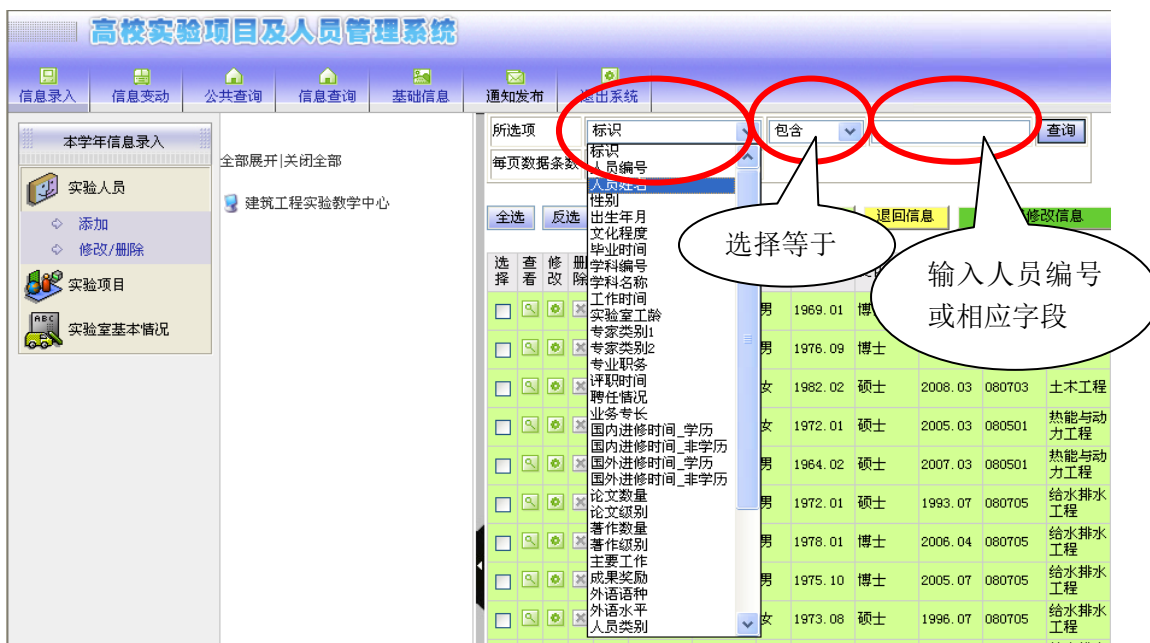 高校实验项目及人员管理系统
信息录入 信息变动 公共查询 信息查询 基础信息 通知发布 退出系统
本学年信息录入
实验人员
添加
修改/删除
实验项目
实验室基本情况
全部展开|关闭全部
建筑工程实验教学中心
所选项 标识 包含 查询
每页数据条数
标识
人员编号
人员姓名
性别
出生年月
文化程度
毕业时间
学科编号
学科名称
工作时间
实验室工龄
专家类别1
专家类别2
专业职务
评职时间
聘任情况
业务专长
国内进修时间_学历
国内进修时间_非学历
国外进修时间_学历
国外进修时间_非学历
论文数量
论文级别
著作数量
著作级别
主要工作
成果奖励
外语语种
外语水平
人员类别
选择等于
输入人员编号
或相应字段
全选 反选 退回信息 修改信息
选择 查看 修改 删除
男 1969.01 博
男 1976.09 博士
女 1982.02 硕士 2008.03 080703 土木工程
女 1972.01 硕士 2005.03 080501 热能与动力工程
男 1964.02 硕士 2007.03 080501 热能与动力工程
男 1972.01 硕士 1993.07 080705 给水排水工程
男 1978.01 博士 2006.04 080705 给水排水工程
男 1975.10 博士 2005.07 080705 给水排水工程
女 1973.08 硕士 1996.07 080705 给水排水工程